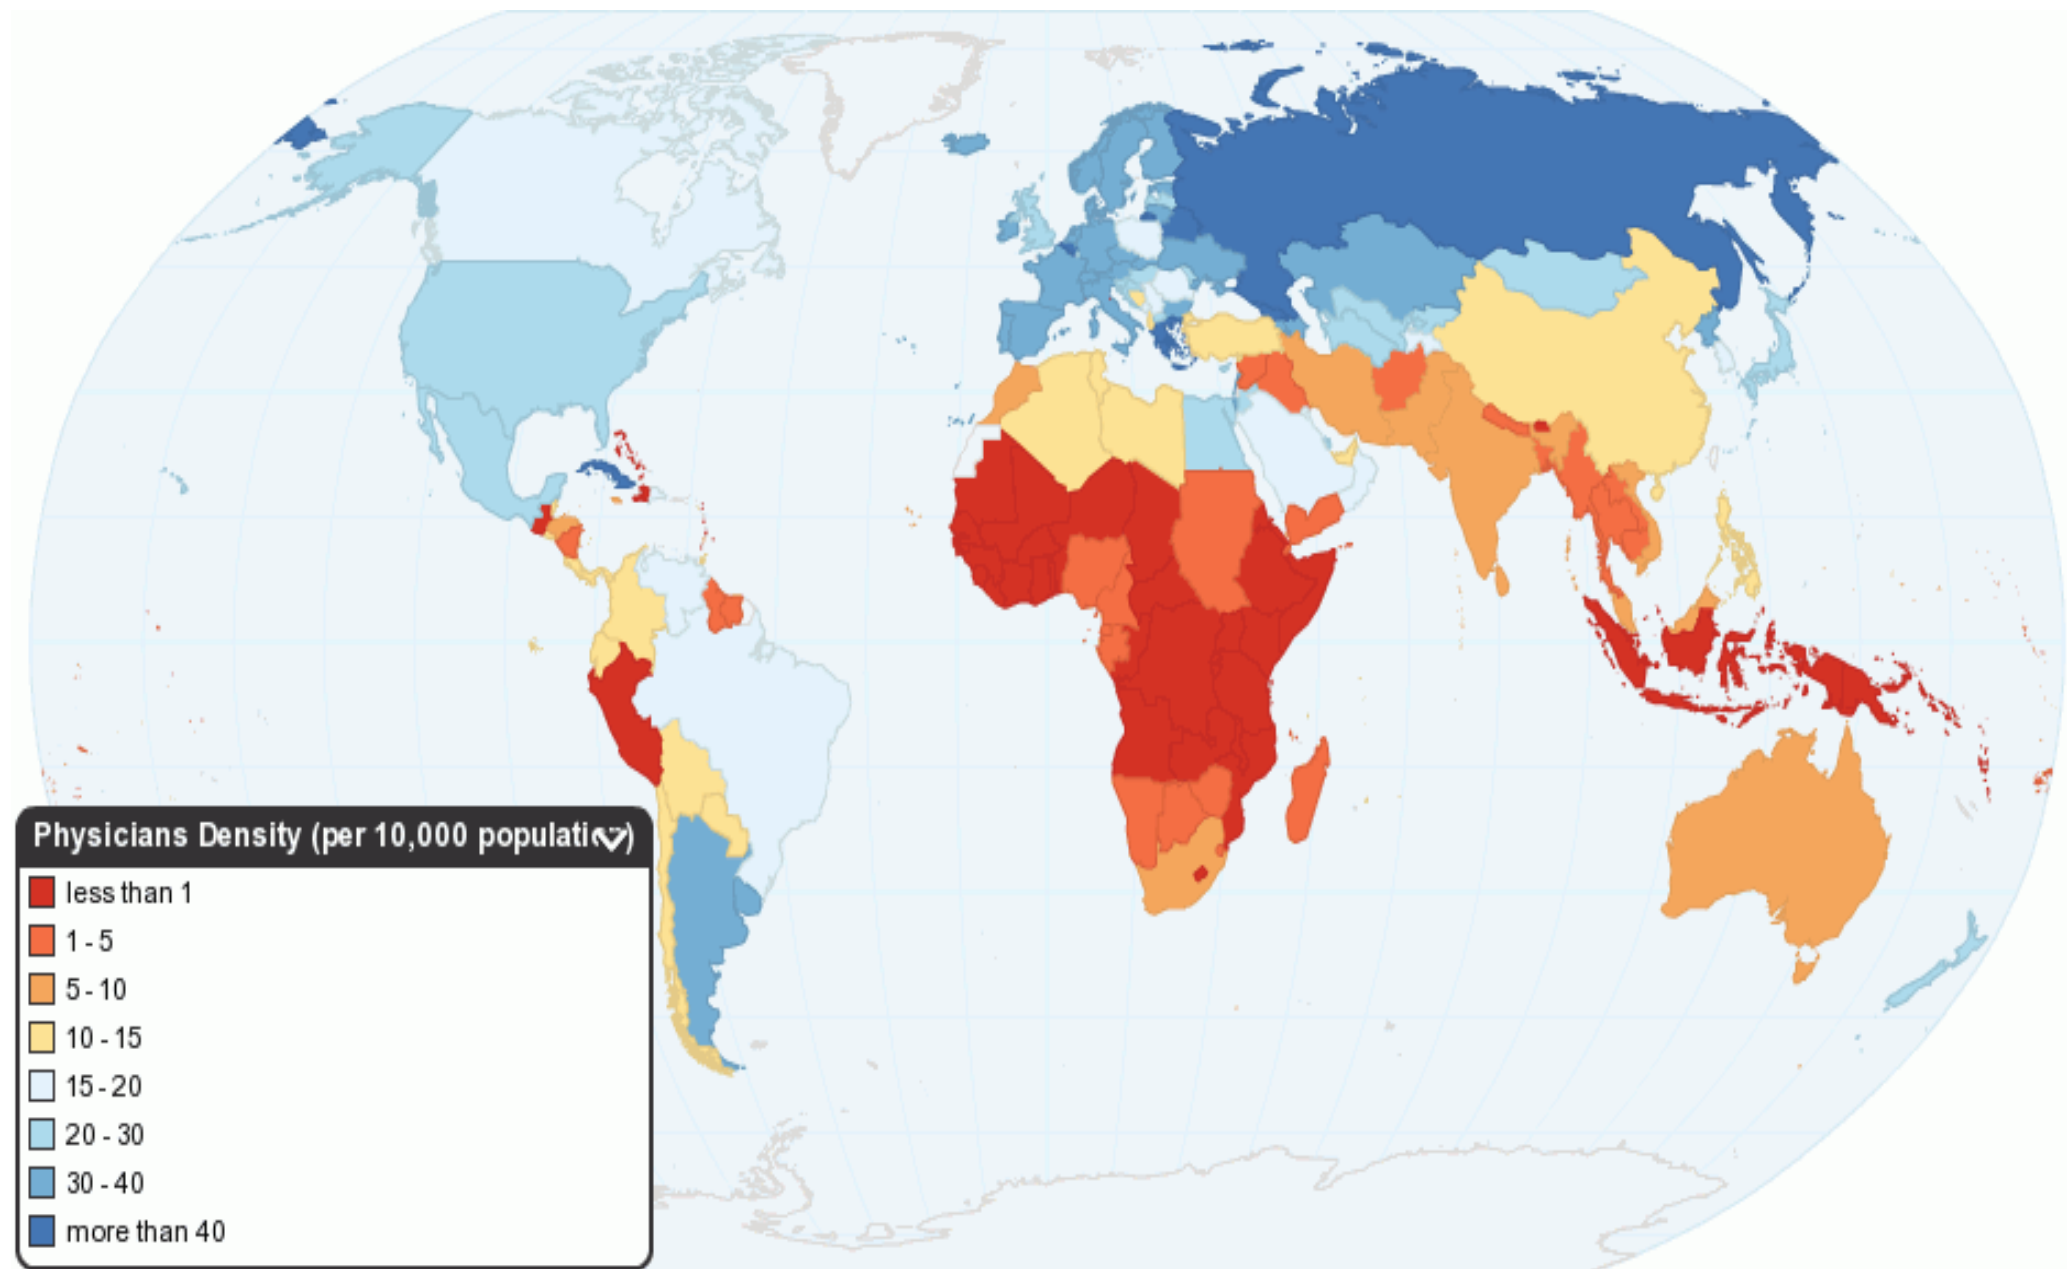 Physicians Density (per 10,000 population)
less than 1
1 - 5
5 - 10
10 - 15
15 - 20
20 - 30
30 - 40
more than 40